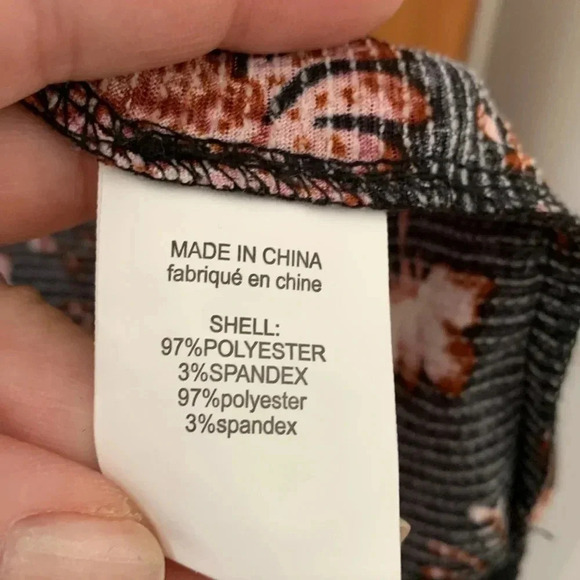 MADE IN CHINA
fabriqué en chine
SHELL:
97%POLYESTER
3%SPANDEX
97%polyester
3%spandex